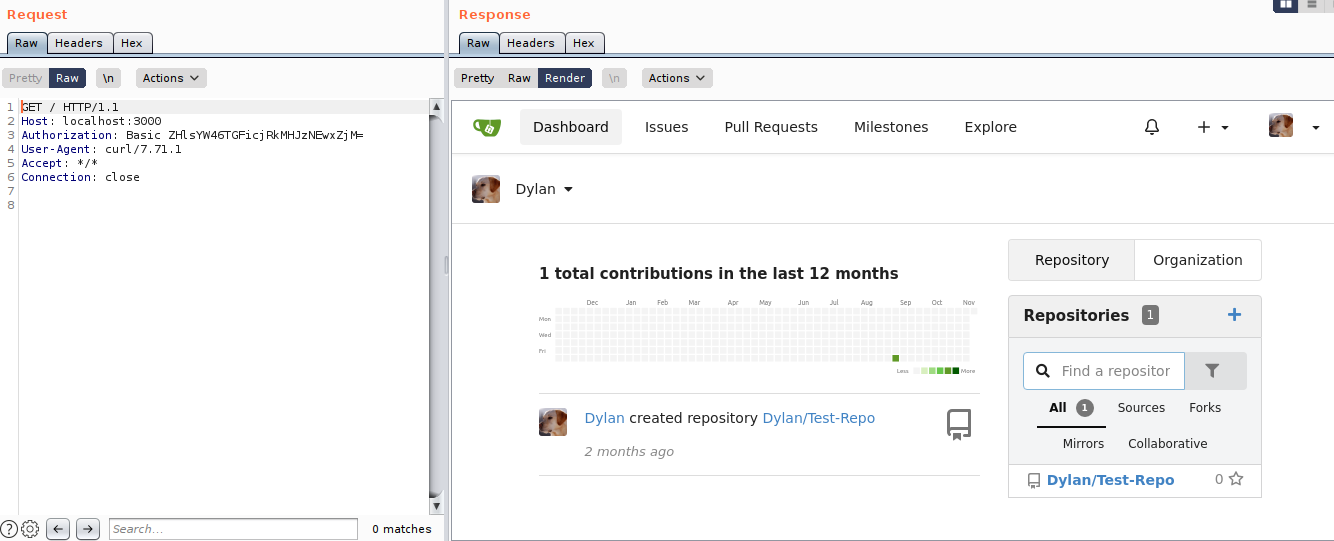 Request
Raw Headers Hex
Pretty Raw \n Actions
1 GET / HTTP/1.1
2 Host: localhost:3000
3 Authorization: Basic ZHlsYW46TGFicjRkMHJzNEwxZjM=
4 User-Agent: curl/7.71.1
5 Accept: */*
6 Connection: close
7
8
Search...
0 matches
Response
Raw Headers Hex
Pretty Raw Render \n Actions
Dashboard Issues Pull Requests Milestones Explore
Dylan
1 total contributions in the last 12 months
Dec Jan Feb Mar Apr May Jun Jul Aug Sep Oct Nov
Mon
Wed
Fri
Less More
Dylan created repository Dylan/Test-Repo
2 months ago
Repository Organization
Repositories 1
Find a repositor
All 1 Sources Forks
Mirrors Collaborative
Dylan/Test-Repo 0